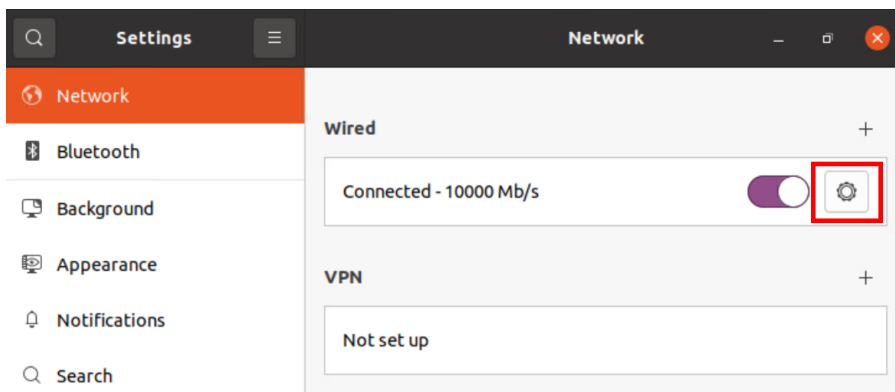 Settings
Network
Network
Bluetooth
Background
Appearance
Notifications
Search
Wired
Connected - 10000 Mb/s
VPN
Not set up